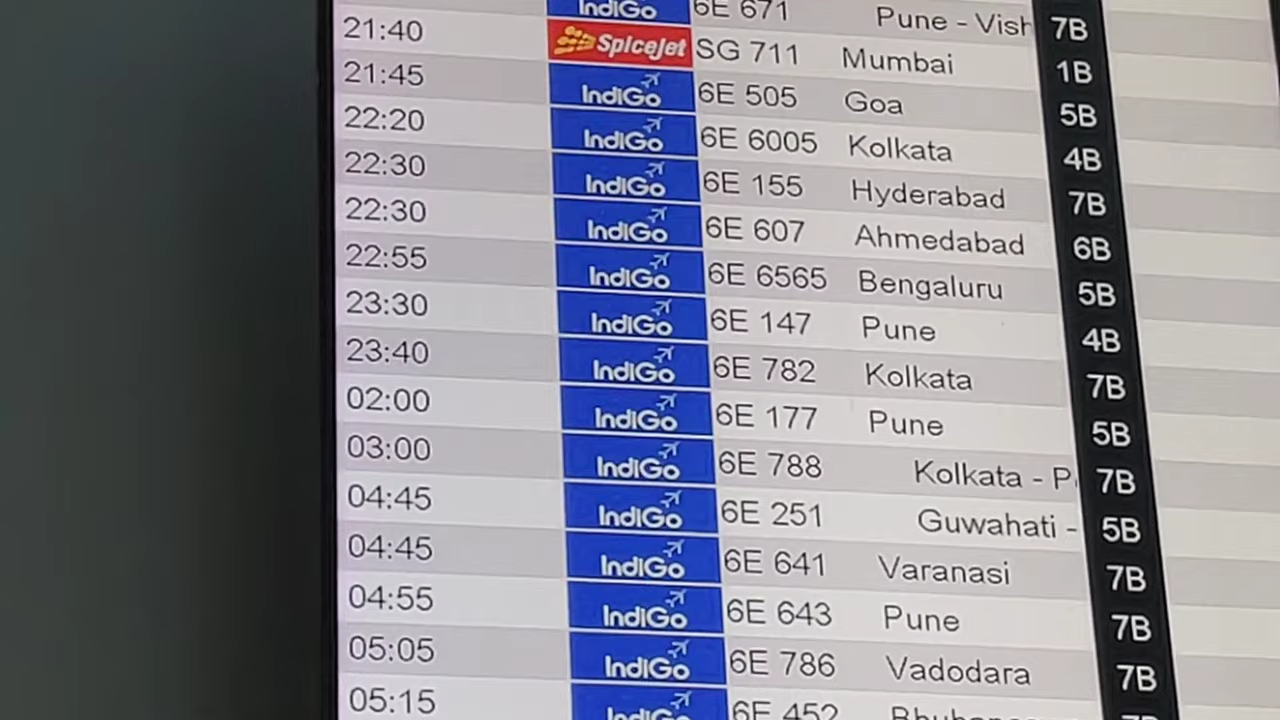 IndiGo 6E 671 Pune - Vish 7B
21:40 SpiceJet SG 711 Mumbai 1B
21:45 IndiGo 6E 505 Goa 5B
22:20 IndiGo 6E 6005 Kolkata 4B
22:30 IndiGo 6E 155 Hyderabad 7B
22:30 IndiGo 6E 607 Ahmedabad 6B
22:55 IndiGo 6E 6565 Bengaluru 5B
23:30 IndiGo 6E 147 Pune 4B
23:40 IndiGo 6E 782 Kolkata 7B
02:00 IndiGo 6E 177 Pune 5B
03:00 IndiGo 6E 788 Kolkata - P 7B
04:45 IndiGo 6E 251 Guwahati - 5B
04:45 IndiGo 6E 641 Varanasi 7B
04:55 IndiGo 6E 643 Pune 7B
05:05 IndiGo 6E 786 Vadodara 7B
05:15 IndiGo 6E 452